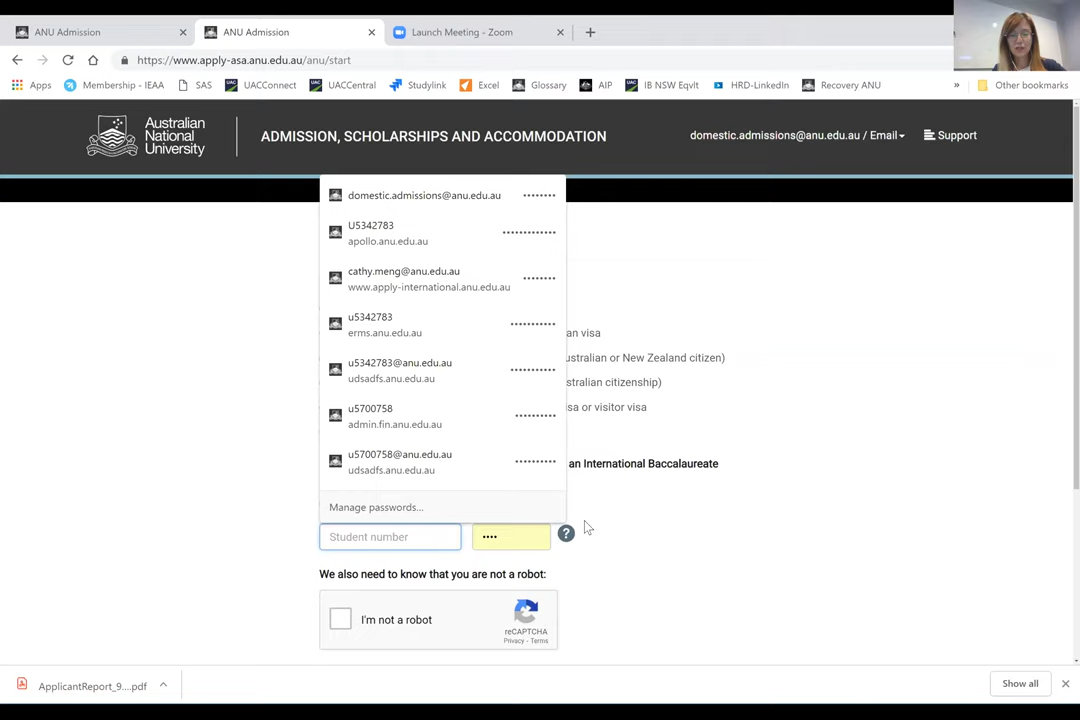 ANU Admission
ANU Admission
Launch Meeting - Zoom
https://www.apply-asa.anu.edu.au/anu/start
Apps
Membership - IEAA
SAS
UACConnect
UACCentral
Studylink
Excel
Glossary
AIP
IB NSW Eqvlt
HRD-LinkedIn
Recovery ANU
»
Other bookmarks
Australian
National
University
ADMISSION, SCHOLARSHIPS AND ACCOMMODATION
domestic.admissions@anu.edu.au / Email
Support
domestic.admissions@anu.edu.au ••••••••
U5342783
apollo.anu.edu.au •••••••••••••
cathy.meng@anu.edu.au
www.apply-international.anu.edu.au ••••••••
u5342783
erms.anu.edu.au •••••••••••
an visa
u5342783@anu.edu.au
udsadfs.anu.edu.au •••••••••••
ustralian or New Zealand citizen)
stralian citizenship)
u5700758
admin.fin.anu.edu.au ••••••••••
isa or visitor visa
u5700758@anu.edu.au
udsadfs.anu.edu.au ••••••••••
an International Baccalaureate
Manage passwords...
Student number
••••
?
We also need to know that you are not a robot:
I'm not a robot
reCAPTCHA
Privacy - Terms
ApplicantReport_9....pdf
Show all